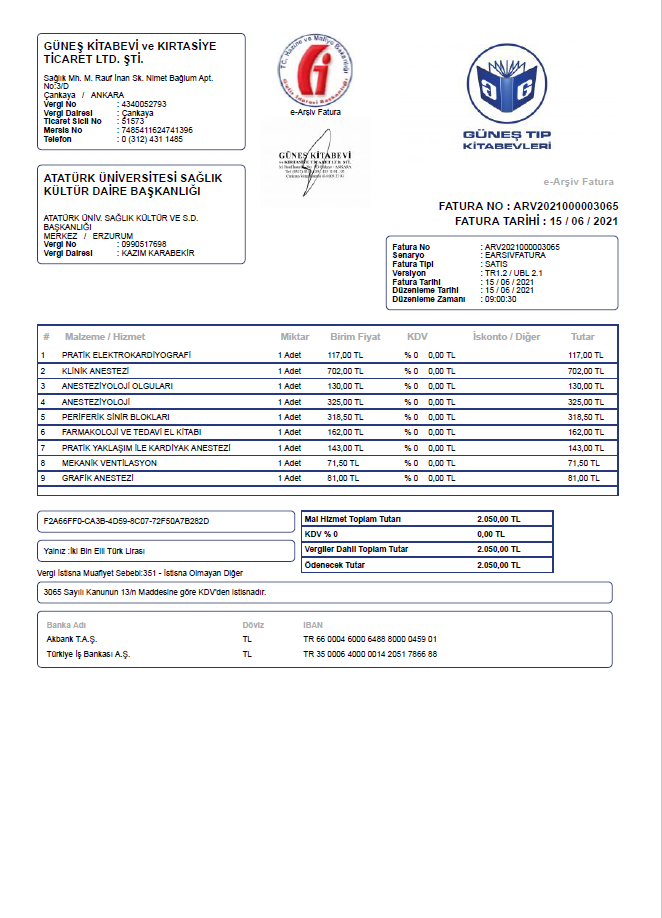 GÜNEŞ KİTABEVİ ve KIRTASİYE
TİCARET LTD. ŞTİ.
Sağlık Mh. M. Rauf İnan Sk. Nimet Bağlum Apt.
No:3/D
Çankaya / ANKARA
Vergi No : 4340052793
Vergi Dairesi : Çankaya
Ticaret Sicil No : 51573
Mersis No : 7485411624741396
Telefon : 0 (312) 431 1485
T.C. Hazine ve Maliye Bakanlığı
Gelir İdaresi Başkanlığı
e-Arşiv Fatura
GÜNEŞ KİTABEVİ
GÜNEŞ TIP
KİTABEVLERİ
ATATÜRK ÜNİVERSİTESİ SAĞLIK
KÜLTÜR DAİRE BAŞKANLIĞI
ATATÜRK ÜNİV. SAĞLIK KÜLTÜR VE S.D.
BAŞKANLIĞI
MERKEZ / ERZURUM
Vergi No : 0990517698
Vergi Dairesi : KAZIM KARABEKİR
e-Arşiv Fatura
FATURA NO : ARV2021000003065
FATURA TARİHİ : 15 / 06 / 2021
Fatura No : ARV2021000003065
Senaryo : EARSIVFATURA
Fatura Tipi : SATIS
Versiyon : TR1.2 / UBL 2.1
Fatura Tarihi : 15 / 06 / 2021
Düzenleme Tarihi : 15 / 06 / 2021
Düzenleme Zamanı : 09:00:30
# Malzeme / Hizmet Miktar Birim Fiyat KDV İskonto / Diğer Tutar
1 PRATİK ELEKTROKARDİYOGRAFİ 1 Adet 117,00 TL % 0 0,00 TL 117,00 TL
2 KLİNİK ANESTEZİ 1 Adet 702,00 TL % 0 0,00 TL 702,00 TL
3 ANESTEZİYOLOJİ OLGULARI 1 Adet 130,00 TL % 0 0,00 TL 130,00 TL
4 ANESTEZİYOLOJİ 1 Adet 325,00 TL % 0 0,00 TL 325,00 TL
5 PERİFERİK SİNİR BLOKLARI 1 Adet 318,50 TL % 0 0,00 TL 318,50 TL
6 FARMAKOLOJİ VE TEDAVİ EL KİTABI 1 Adet 162,00 TL % 0 0,00 TL 162,00 TL
7 PRATİK YAKLAŞIM İLE KARDİYAK ANESTEZİ 1 Adet 143,00 TL % 0 0,00 TL 143,00 TL
8 MEKANİK VENTİLASYON 1 Adet 71,50 TL % 0 0,00 TL 71,50 TL
9 GRAFİK ANESTEZİ 1 Adet 81,00 TL % 0 0,00 TL 81,00 TL
F2A66FF0-CA3B-4D59-8C07-72F50A7B282D
Yalnız :İki Bin Elli Türk Lirası
Mal Hizmet Toplam Tutarı 2.050,00 TL
KDV % 0 0,00 TL
Vergiler Dahil Toplam Tutar 2.050,00 TL
Ödenecek Tutar 2.050,00 TL
Vergi İstisna Muafiyet Sebebi:351 - İstisna Olmayan Diğer
3065 Sayılı Kanunun 13/n Maddesine göre KDV'den istisnadır.
Banka Adı Döviz IBAN
Akbank T.A.Ş. TL TR 66 0004 6000 6488 8000 0459 01
Türkiye İş Bankası A.Ş. TL TR 35 0006 4000 0014 2051 7866 88